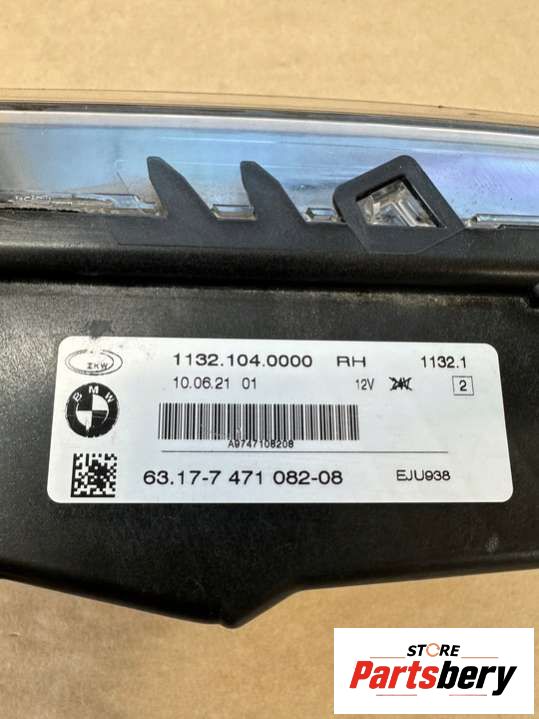 ZKW
1132.104.0000 RH 1132.1
BMW
10.06.21 01 12V 2
A9747108208
63.17-7 471 082-08 EJU938
STORE
Partsbery